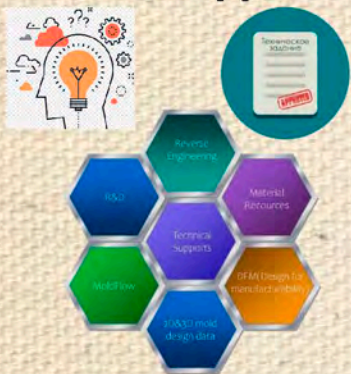 ???
Техническое
задание
Reverse
Engineering
R&D
Material
Resources
Technical
Supports
MoldFlow
DFM( Design for
manufacturability)
2D&3D mold
design data